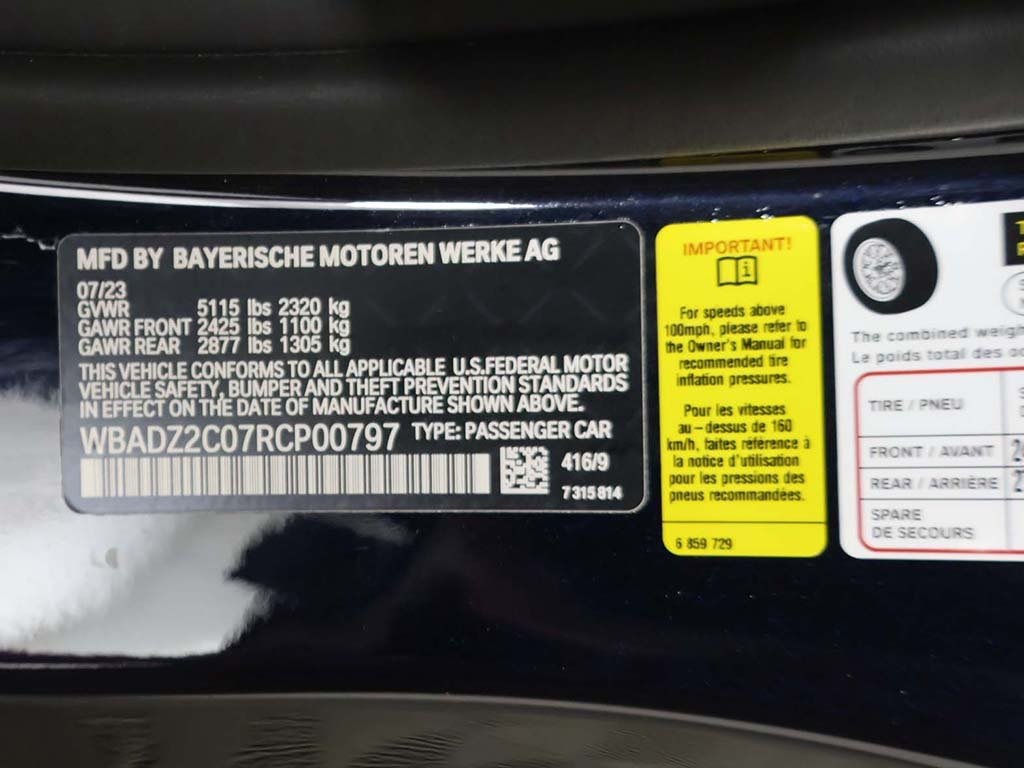 MFD BY BAYERISCHE MOTOREN WERKE AG
07/23
GVWR 5115 lbs 2320 kg
GAWR FRONT 2425 lbs 1100 kg
GAWR REAR 2877 lbs 1305 kg
THIS VEHICLE CONFORMS TO ALL APPLICABLE U.S.FEDERAL MOTOR
VEHICLE SAFETY, BUMPER AND THEFT PREVENTION STANDARDS
IN EFFECT ON THE DATE OF MANUFACTURE SHOWN ABOVE.
WBADZ2C07RCP00797 TYPE: PASSENGER CAR
416/9
7 315 814
IMPORTANT!
For speeds above
100mph, please refer to
the Owner's Manual for
recommended tire
inflation pressures.
Pour les vitesses
au – dessus de 160
km/h, faites référence à
la notice d'utilisation
pour les pressions des
pneus recommandées.
6 859 729
The combined
Le poids total des
TIRE / PNEU
FRONT / AVANT
REAR / ARRIÈRE
SPARE
DE SECOURS